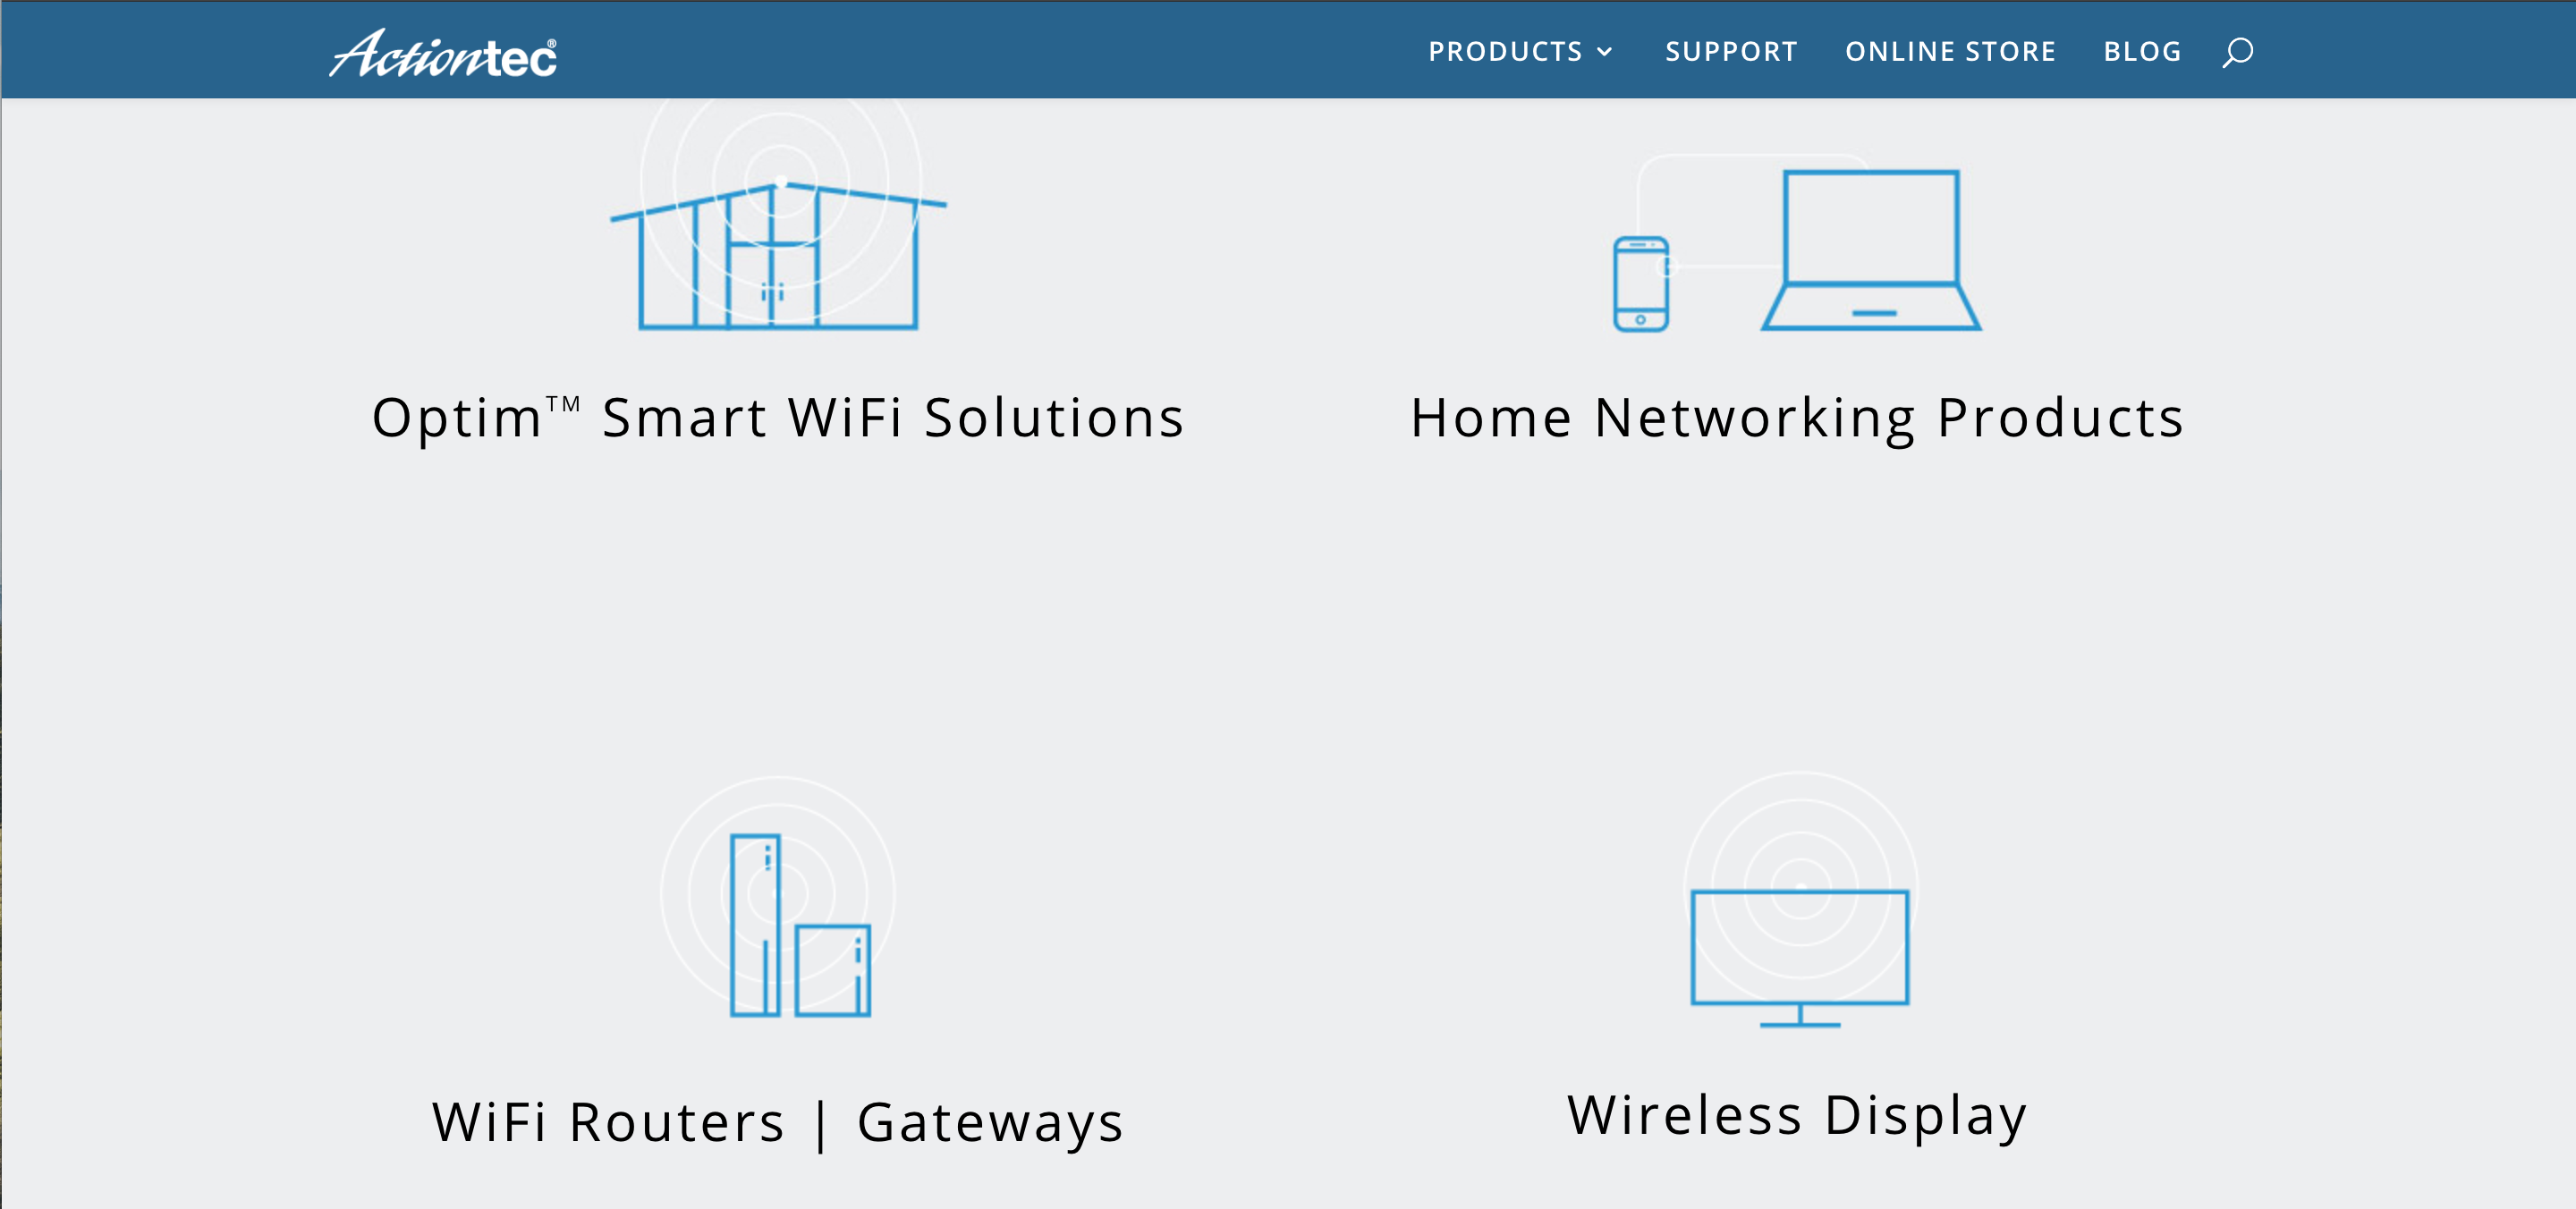 Actiontec®
PRODUCTS SUPPORT ONLINE STORE BLOG
Optim™ Smart WiFi Solutions
Home Networking Products
WiFi Routers | Gateways
Wireless Display